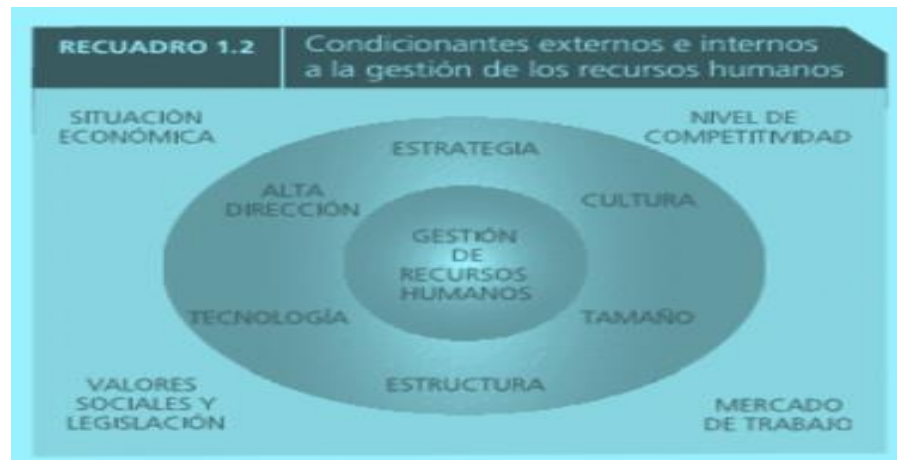 RECUADRO 1.2
Condicionantes externos e internos
a la gestión de los recursos humanos
SITUACIÓN
ECONÓMICA
NIVEL DE
COMPETITIVIDAD
ESTRATEGIA
ALTA
DIRECCIÓN
CULTURA
GESTIÓN
DE
RECURSOS
HUMANOS
TECNOLOGÍA
TAMAÑO
ESTRUCTURA
VALORES
SOCIALES Y
LEGISLACIÓN
MERCADO
DE TRABAJO